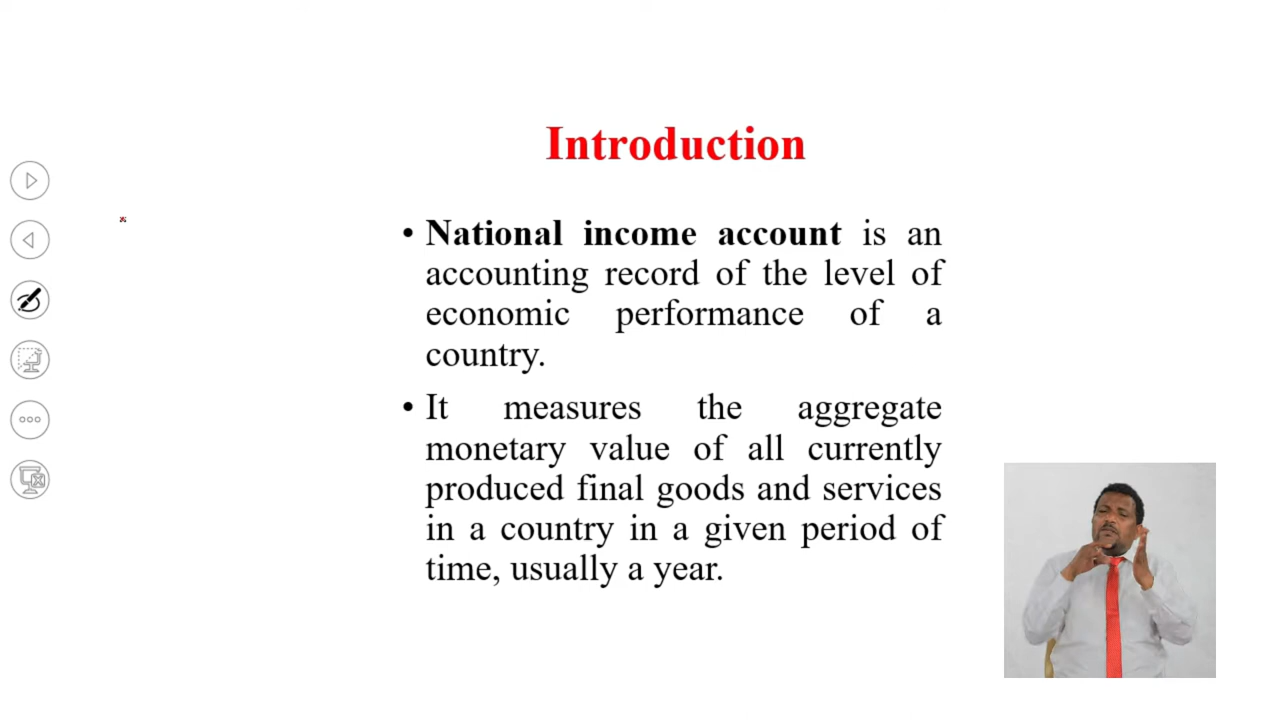 Introduction
• National income account is an
accounting record of the level of
economic performance of a
country.
• It measures the aggregate
monetary value of all currently
produced final goods and services
in a country in a given period of
time, usually a year.